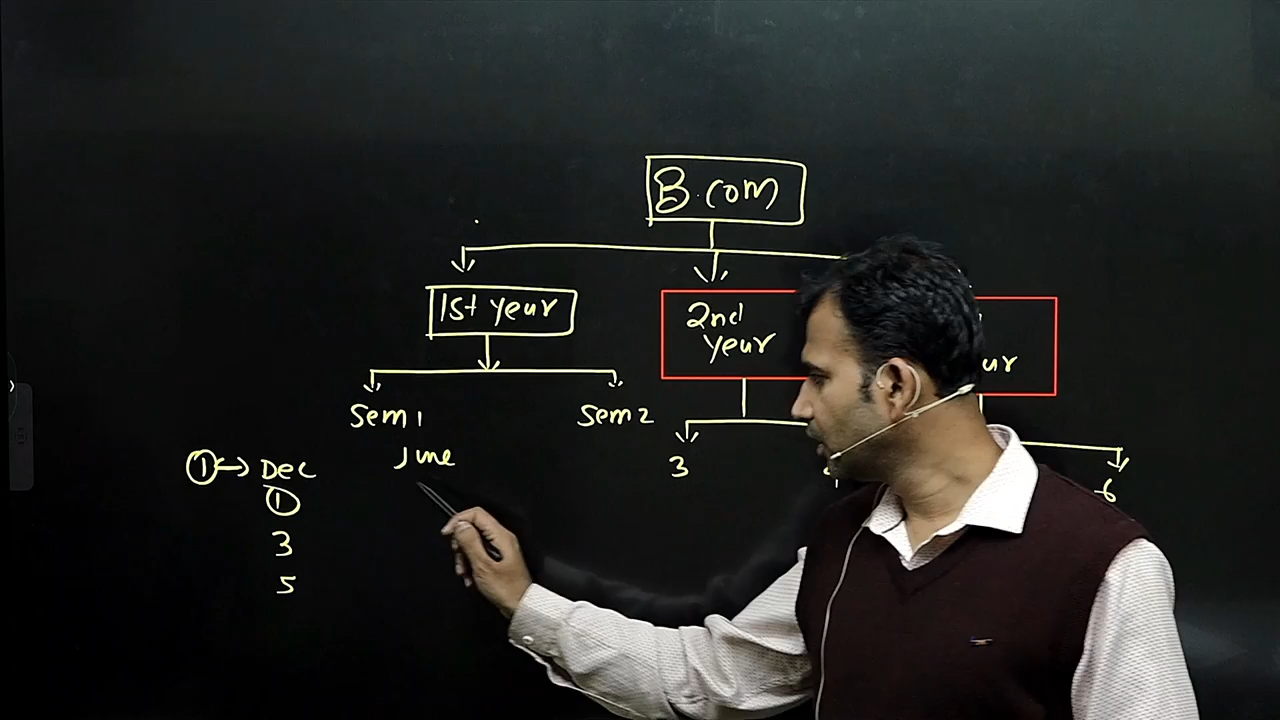 B.com
1st year
2nd
year
ur
Sem 1
Sem 2
June
① ↔ Dec
①
3
5
3
6